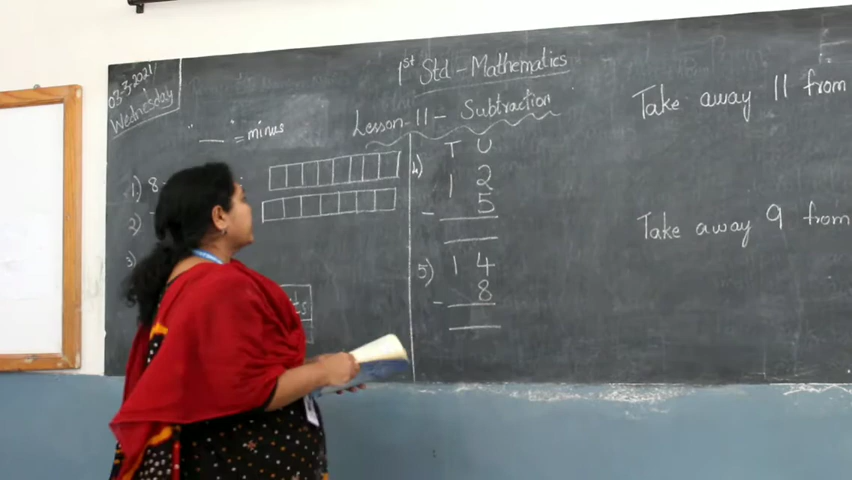 03-3-2021
Wednesday
1st Std - Mathematics
Lesson-11 - Subtraction
"—" = minus
1) 8 -
2)
3)
4) T U
1 2
- 5
5) 1 4
- 8
Take away 11 from
Take away 9 from